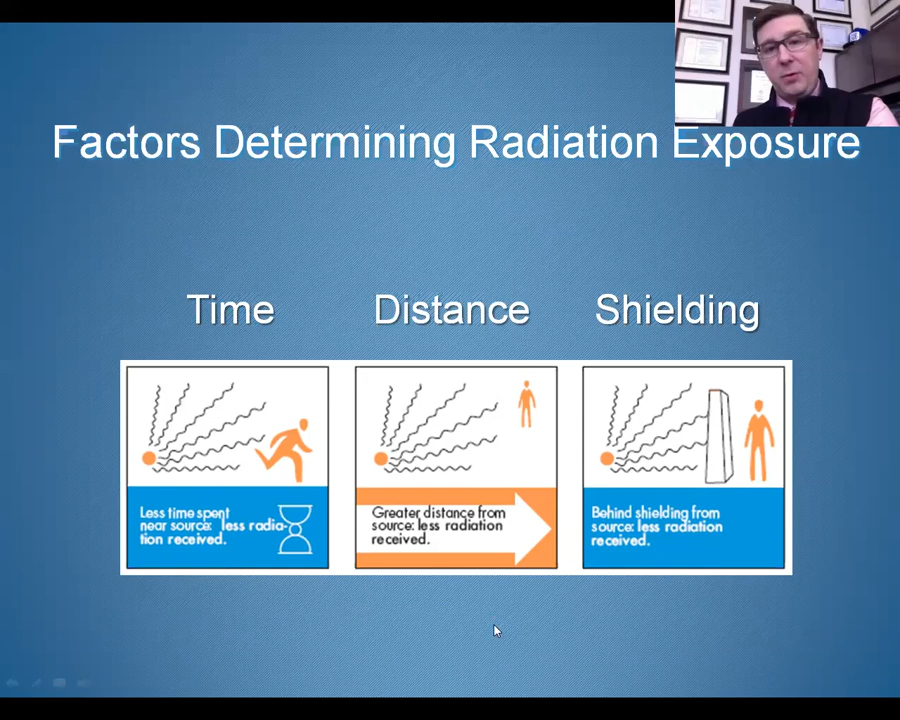 Factors Determining Radiation Exposure
Time
Distance
Shielding
Less time spent
near source: less radia-
tion received.
Greater distance from
source: less radiation
received.
Behind shielding from
source: less radiation
received.